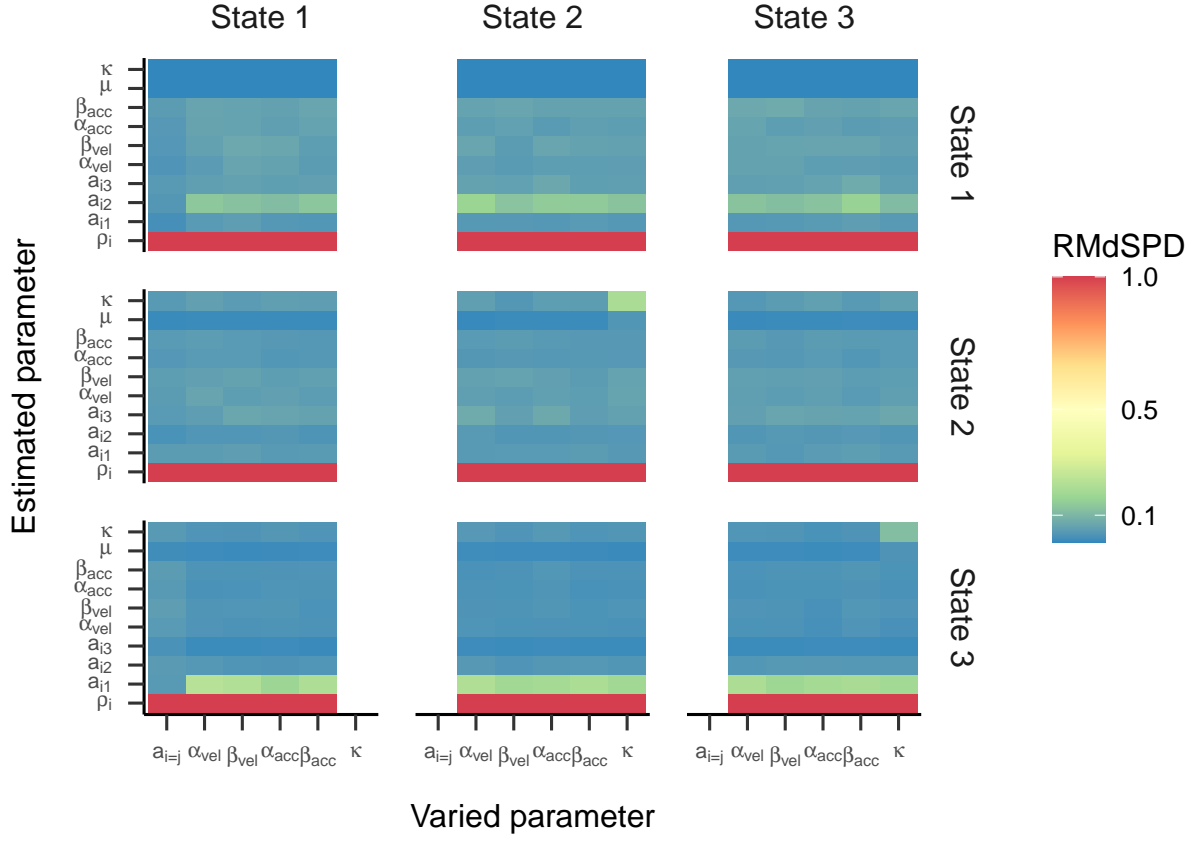 State 1 State 2 State 3
κ
μ
βacc
αacc
βvel
αvel
ai3
ai2
ai1
ρi
State 1
κ
μ
βacc
αacc
βvel
αvel
ai3
ai2
ai1
ρi
State 2
κ
μ
βacc
αacc
βvel
αvel
ai3
ai2
ai1
ρi
State 3
Estimated parameter
ai=j αvel βvel αacc βacc κ
ai=j αvel βvel αacc βacc κ
ai=j αvel βvel αacc βacc κ
Varied parameter
RMdSPD
1.0
0.5
0.1